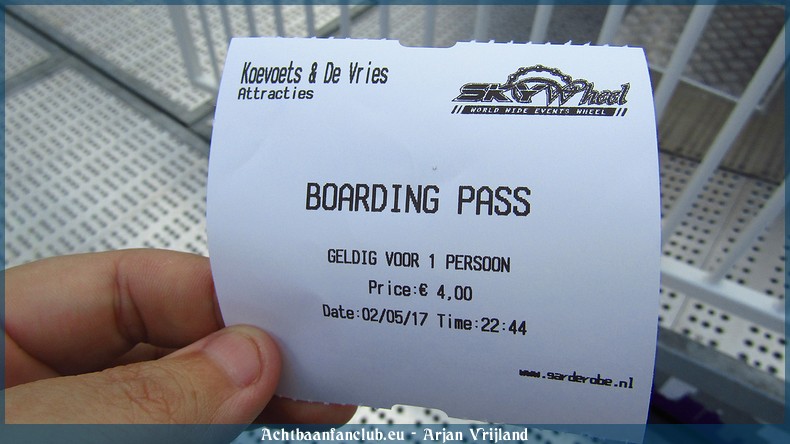 Koevoets & De Vries
Attracties
SKYWheel
WORLD WIDE EVENTS WHEEL
BOARDING PASS
GELDIG VOOR 1 PERSOON
Price:€ 4,00
Date:02/05/17 Time:22:44
www.garderobe.nl
Achtbaanfanclub.eu - Arjan Vrijland